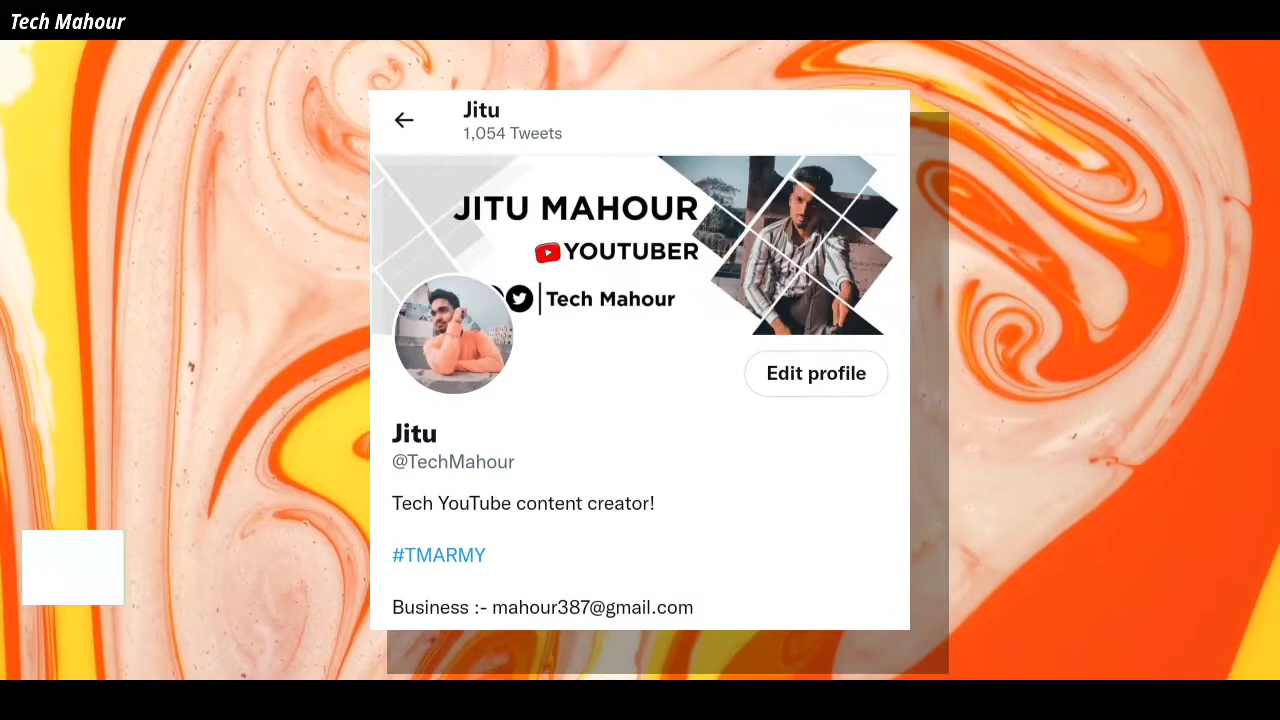 Tech Mahour
Jitu
1,054 Tweets
JITU MAHOUR
YOUTUBER
Tech Mahour
Edit profile
Jitu
@TechMahour
Tech YouTube content creator!
#TMARMY
Business :- mahour387@gmail.com